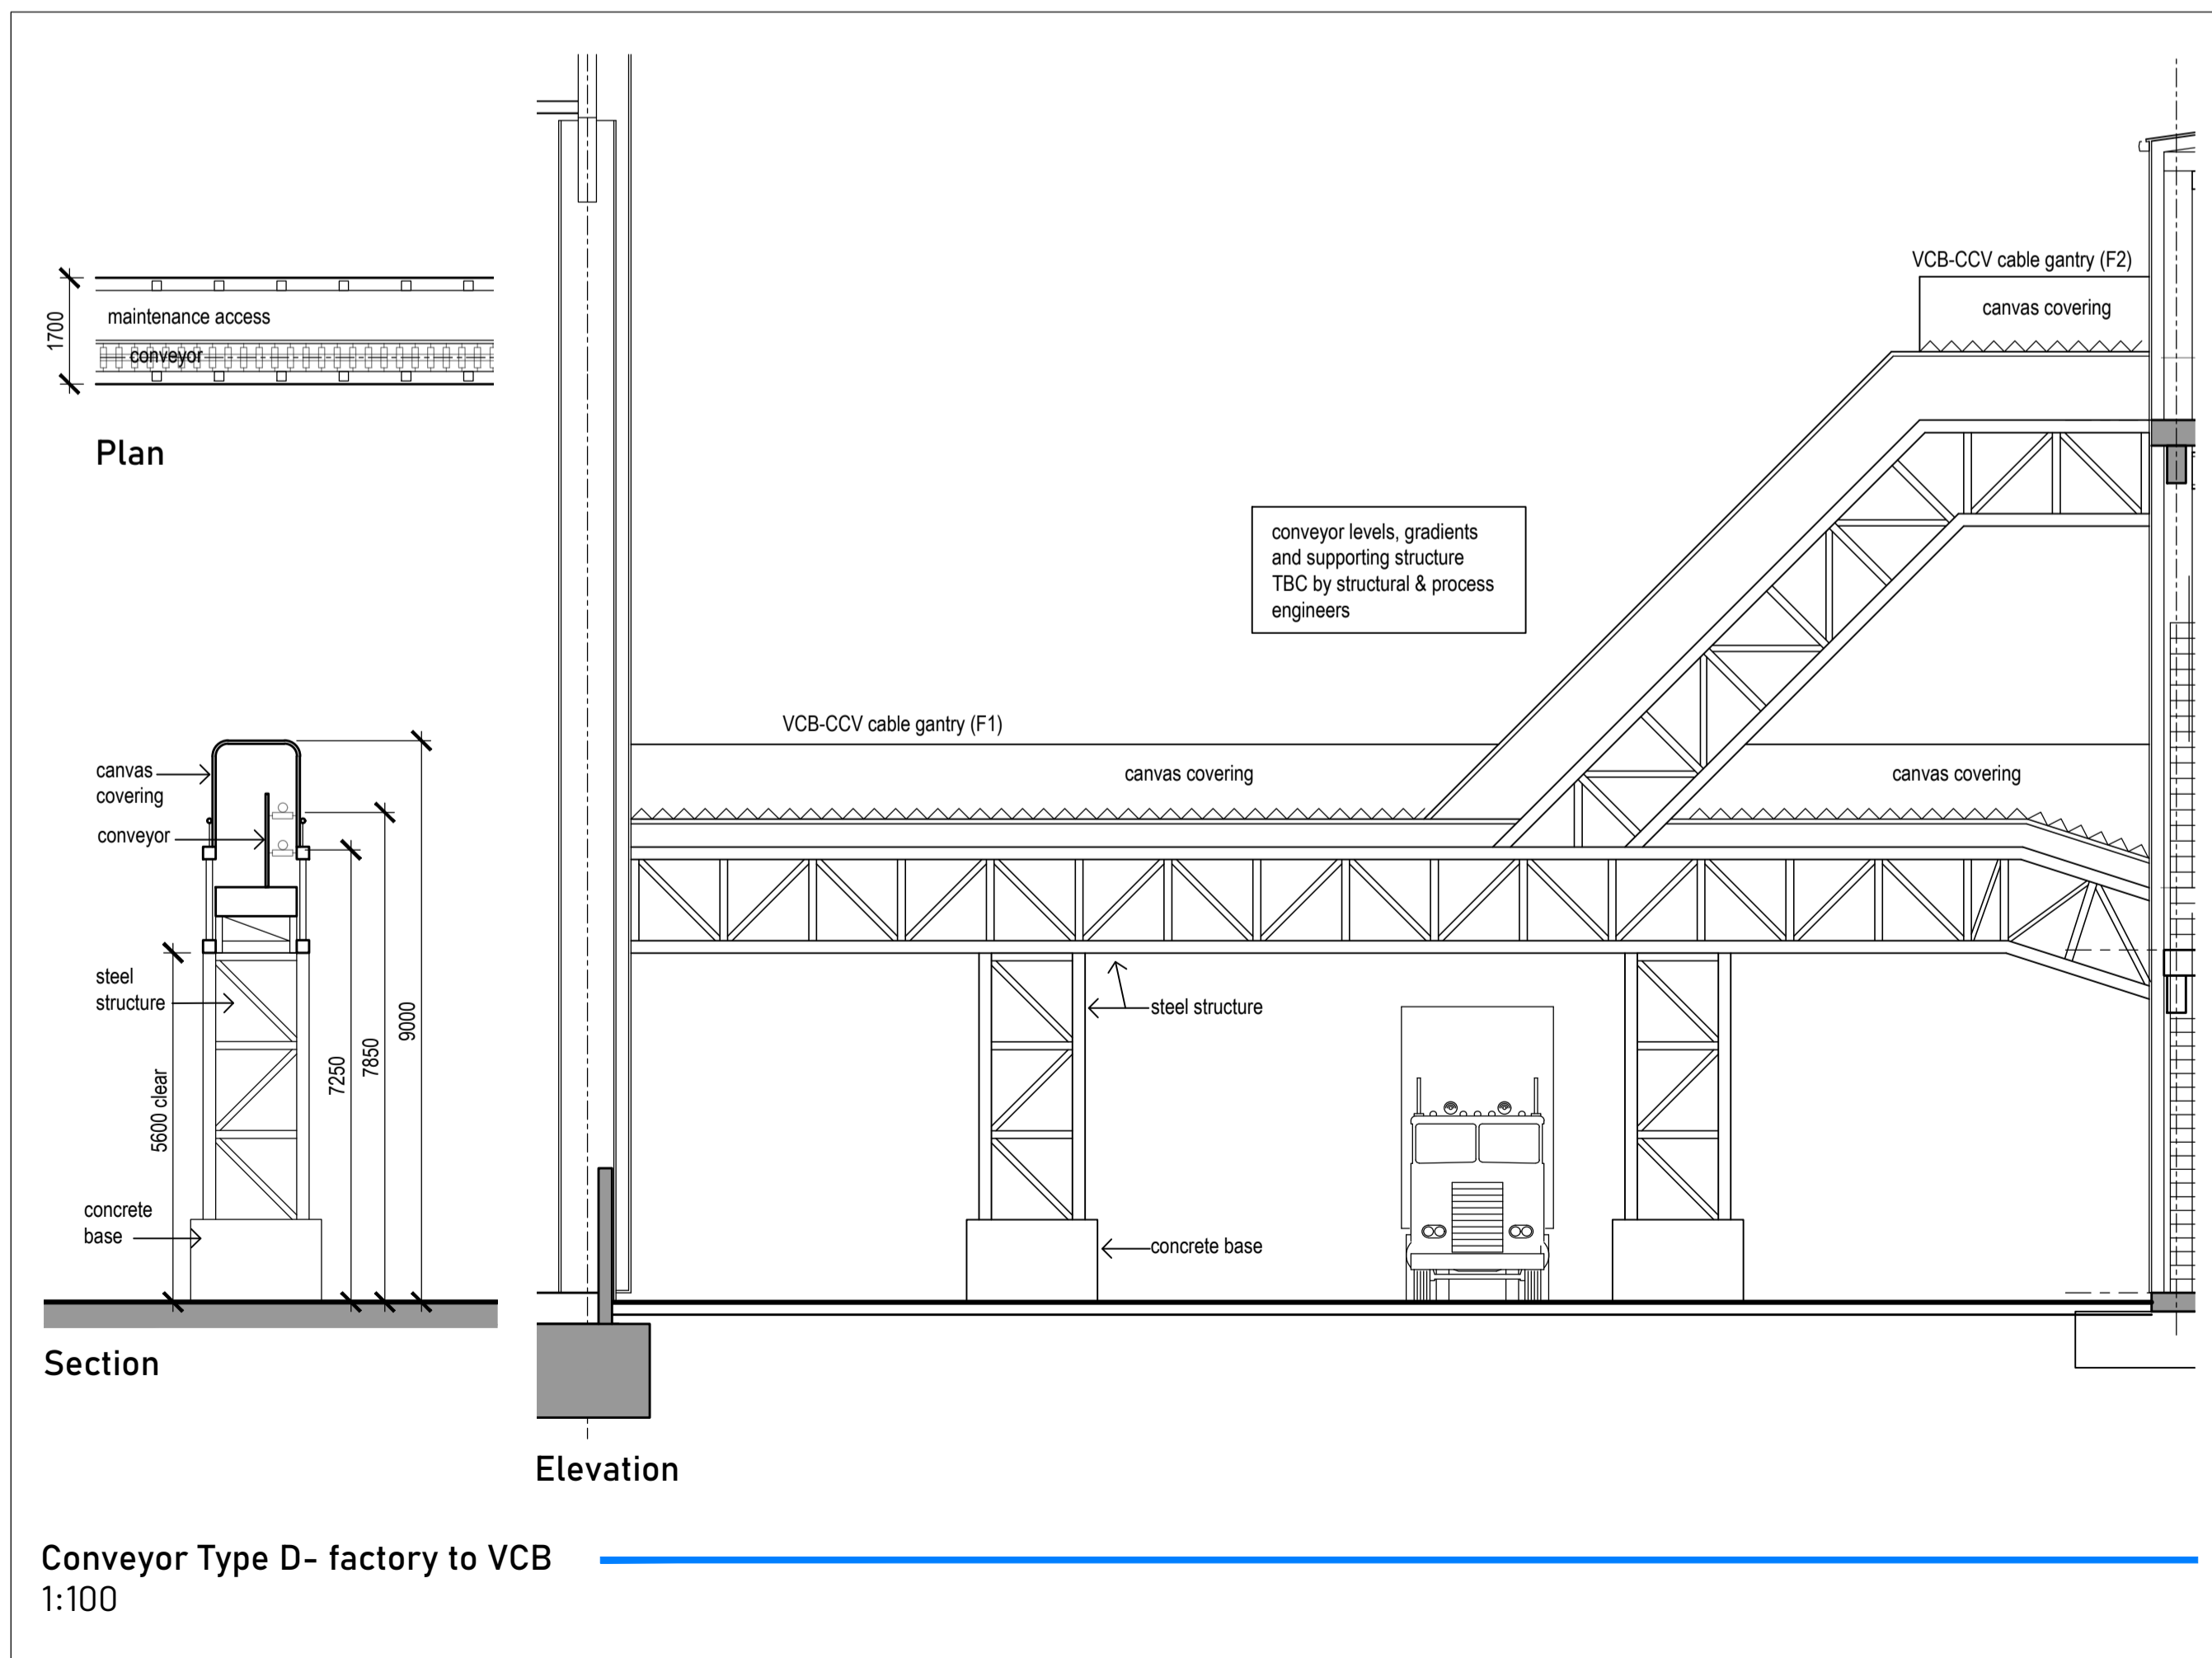 1700
maintenance access
conveyor
Plan
canvas
covering
conveyor
steel
structure
concrete
base
5600 clear
7250
7850
9000
Section
VCB-CCV cable gantry (F2)
canvas covering
conveyor levels, gradients
and supporting structure
TBC by structural & process
engineers
VCB-CCV cable gantry (F1)
canvas covering
canvas covering
steel structure
concrete base
Elevation
Conveyor Type D- factory to VCB
1:100